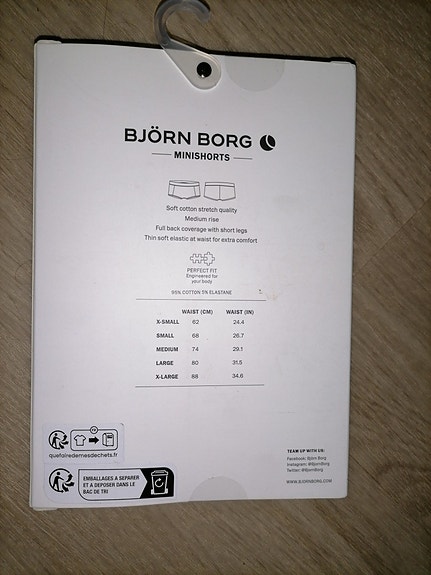 BJÖRN BORG
MINISHORTS
Soft cotton stretch quality
Medium rise
Full back coverage with short legs
Thin soft elastic at waist for extra comfort
PERFECT FIT
Engineered for
your body
95% COTTON 5% ELASTANE
WAIST (CM) WAIST (IN)
X-SMALL 62 24.4
SMALL 68 26.7
MEDIUM 74 29.1
LARGE 80 31.5
X-LARGE 88 34.6
FR
quefairedemesdechets.fr
EMBALLAGES A SEPARER
ET A DEPOSER DANS LE
BAC DE TRI
TEAM UP WITH US:
Facebook: Björn Borg
Instagram: @BjornBorg
Twitter: @BjornBorg
WWW.BJORNBORG.COM